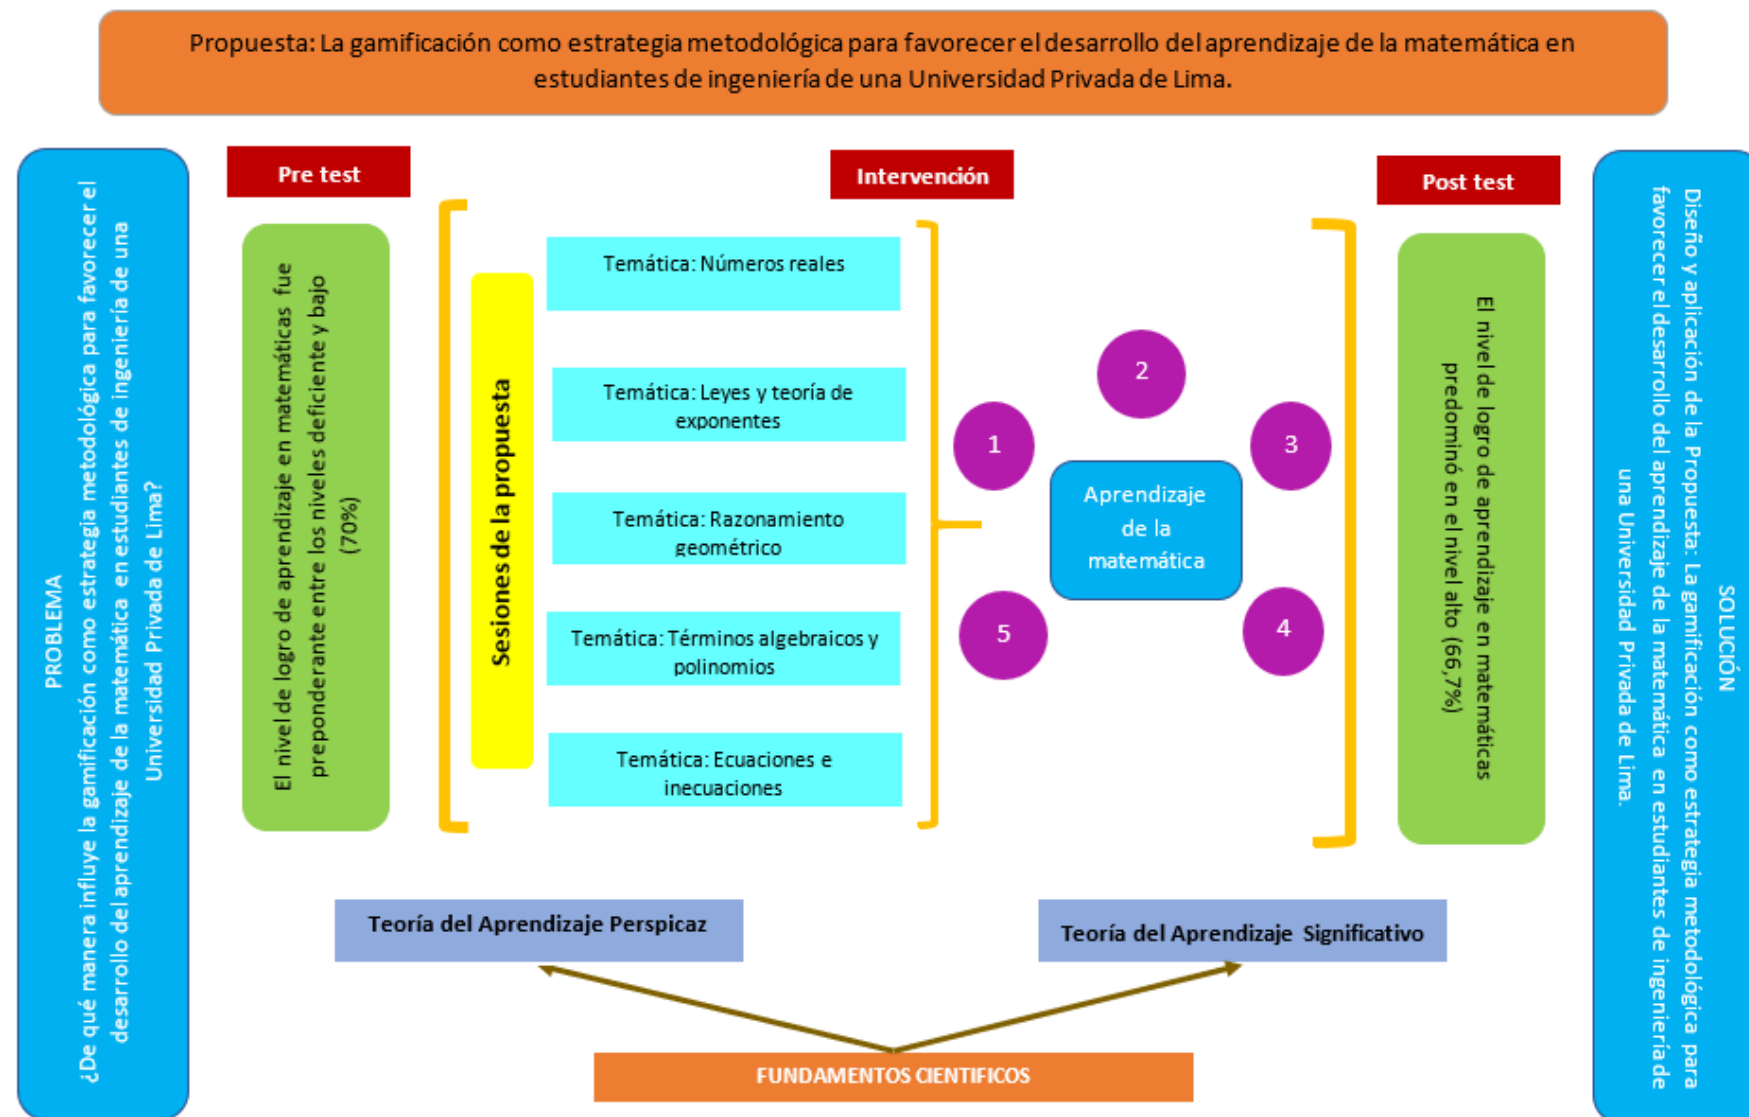 Propuesta: La gamificación como estrategia metodológica para favorecer el desarrollo del aprendizaje de la matemática en
estudiantes de ingeniería de una Universidad Privada de Lima.
PROBLEMA
¿De qué manera influye la gamificación como estrategia metodológica para favorecer el
desarrollo del aprendizaje de la matemática en estudiantes de ingeniería de una
Universidad Privada de Lima?
Pre test
El nivel de logro de aprendizaje en matemáticas fue
preponderante entre los niveles deficiente y bajo
(70%)
Intervención
Sesiones de la propuesta
Temática: Números reales
Temática: Leyes y teoría de
exponentes
Temática: Razonamiento
geométrico
Temática: Términos algebraicos y
polinomios
Temática: Ecuaciones e
inecuaciones
1
2
3
4
5
Aprendizaje
de la
matemática
Post test
El nivel de logro de aprendizaje en matemáticas
predominó en el nivel alto (66,7%)
SOLUCIÓN
Diseño y aplicación de la Propuesta: La gamificación como estrategia metodológica para
favorecer el desarrollo del aprendizaje de la matemática en estudiantes de ingeniería de
una Universidad Privada de Lima.
Teoría del Aprendizaje Perspicaz
Teoría del Aprendizaje Significativo
FUNDAMENTOS CIENTIFICOS